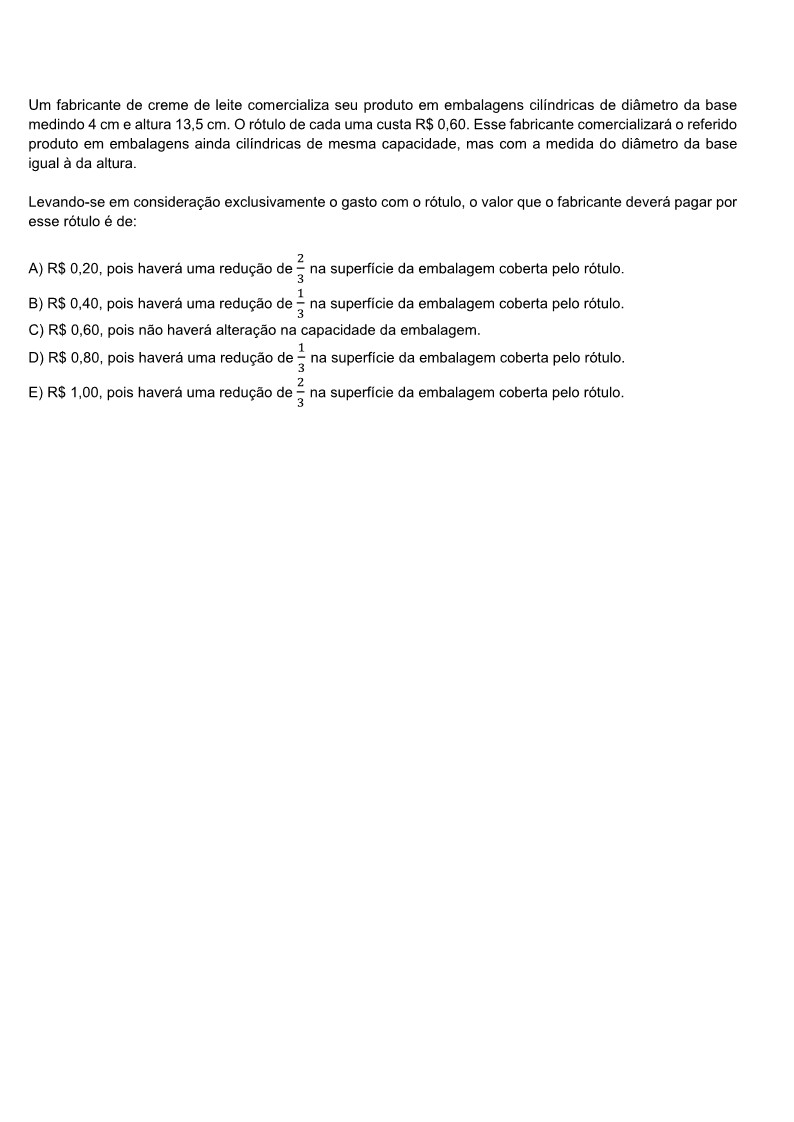 Um fabricante de creme de leite comercializa seu produto em embalagens cilíndricas de diâmetro da base
medindo 4 cm e altura 13,5 cm. O rótulo de cada uma custa R$ 0,60. Esse fabricante comercializará o referido
produto em embalagens ainda cilíndricas de mesma capacidade, mas com a medida do diâmetro da base
igual à da altura.
Levando-se em consideração exclusivamente o gasto com o rótulo, o valor que o fabricante deverá pagar por
esse rótulo é de:
A) R$ 0,20, pois haverá uma redução de 2/3 na superfície da embalagem coberta pelo rótulo.
B) R$ 0,40, pois haverá uma redução de 1/3 na superfície da embalagem coberta pelo rótulo.
C) R$ 0,60, pois não haverá alteração na capacidade da embalagem.
D) R$ 0,80, pois haverá uma redução de 1/3 na superfície da embalagem coberta pelo rótulo.
E) R$ 1,00, pois haverá uma redução de 2/3 na superfície da embalagem coberta pelo rótulo.